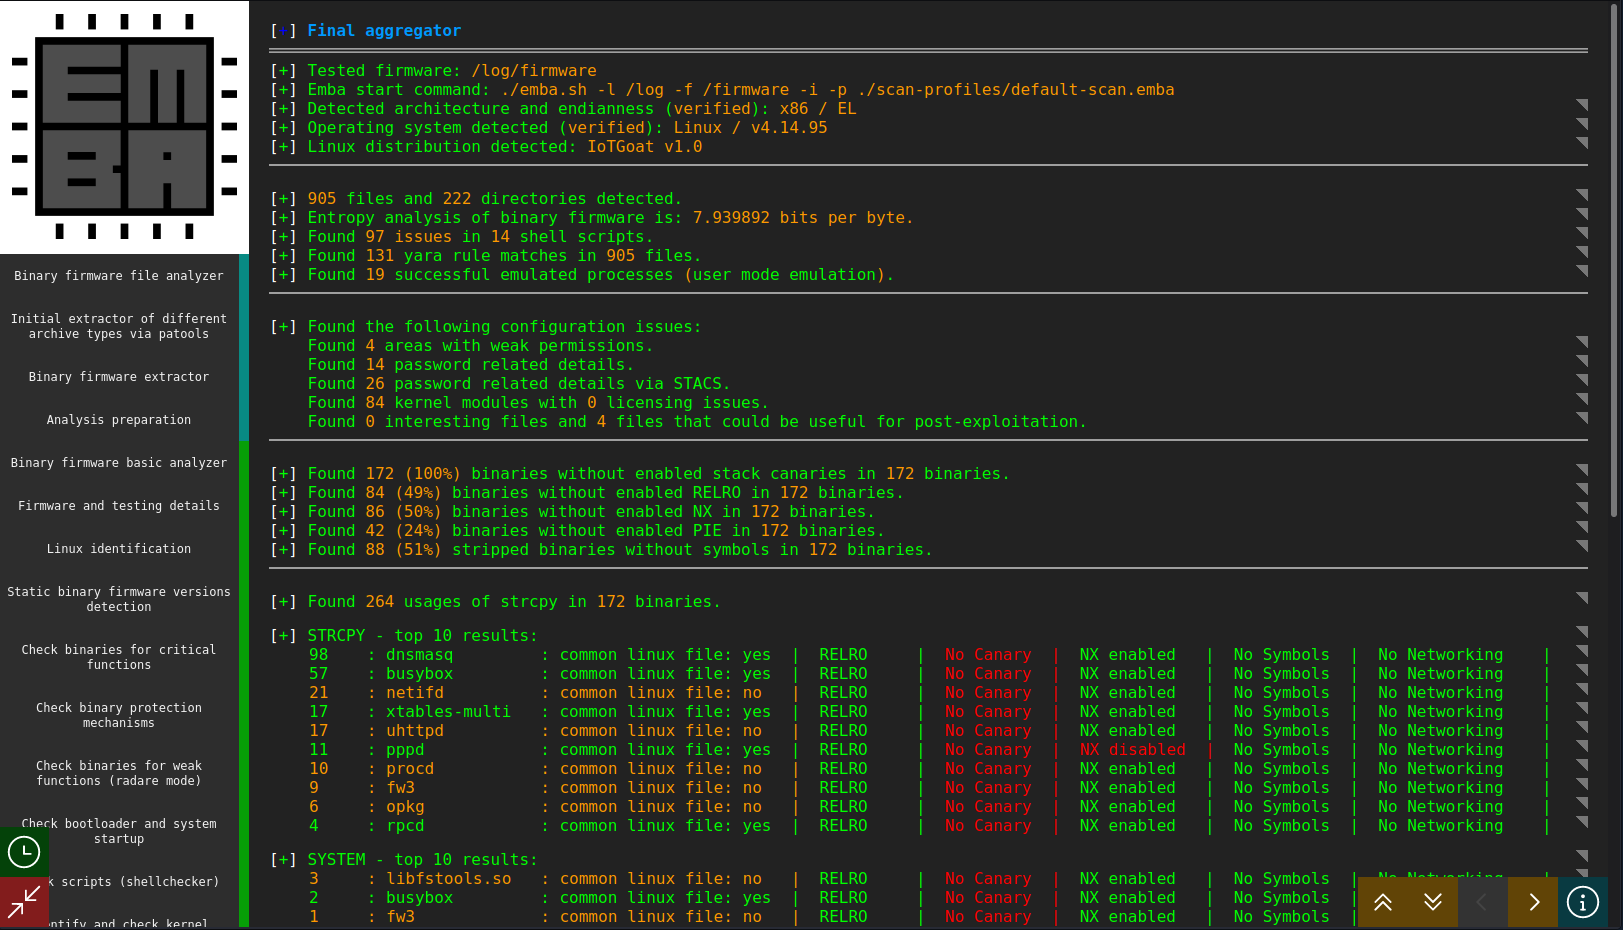 EM
BA
Binary firmware file analyzer
Initial extractor of different
archive types via patools
Binary firmware extractor
Analysis preparation
Binary firmware basic analyzer
Firmware and testing details
Linux identification
Static binary firmware versions
detection
Check binaries for critical
functions
Check binary protection
mechanisms
Check binaries for weak
functions (radare mode)
Check bootloader and system
startup
k scripts (shellchecker)
entify and check kernel
[+] Final aggregator
[+] Tested firmware: /log/firmware
[+] Emba start command: ./emba.sh -l /log -f /firmware -i -p ./scan-profiles/default-scan.emba
[+] Detected architecture and endianness (verified): x86 / EL
[+] Operating system detected (verified): Linux / v4.14.95
[+] Linux distribution detected: IoTGoat v1.0
[+] 905 files and 222 directories detected.
[+] Entropy analysis of binary firmware is: 7.939892 bits per byte.
[+] Found 97 issues in 14 shell scripts.
[+] Found 131 yara rule matches in 905 files.
[+] Found 19 successful emulated processes (user mode emulation).
[+] Found the following configuration issues:
Found 4 areas with weak permissions.
Found 14 password related details.
Found 26 password related details via STACS.
Found 84 kernel modules with 0 licensing issues.
Found 0 interesting files and 4 files that could be useful for post-exploitation.
[+] Found 172 (100%) binaries without enabled stack canaries in 172 binaries.
[+] Found 84 (49%) binaries without enabled RELRO in 172 binaries.
[+] Found 86 (50%) binaries without enabled NX in 172 binaries.
[+] Found 42 (24%) binaries without enabled PIE in 172 binaries.
[+] Found 88 (51%) stripped binaries without symbols in 172 binaries.
[+] Found 264 usages of strcpy in 172 binaries.
[+] STRCPY - top 10 results:
98 : dnsmasq : common linux file: yes | RELRO | No Canary | NX enabled | No Symbols | No Networking |
57 : busybox : common linux file: yes | RELRO | No Canary | NX enabled | No Symbols | No Networking |
21 : netifd : common linux file: no | RELRO | No Canary | NX enabled | No Symbols | No Networking |
17 : xtables-multi : common linux file: yes | RELRO | No Canary | NX enabled | No Symbols | No Networking |
17 : uhttpd : common linux file: no | RELRO | No Canary | NX enabled | No Symbols | No Networking |
11 : pppd : common linux file: yes | RELRO | No Canary | NX disabled | No Symbols | No Networking |
10 : procd : common linux file: no | RELRO | No Canary | NX enabled | No Symbols | No Networking |
9 : fw3 : common linux file: no | RELRO | No Canary | NX enabled | No Symbols | No Networking |
6 : opkg : common linux file: no | RELRO | No Canary | NX enabled | No Symbols | No Networking |
4 : rpcd : common linux file: yes | RELRO | No Canary | NX enabled | No Symbols | No Networking |
[+] SYSTEM - top 10 results:
3 : libfstools.so : common linux file: no | RELRO | No Canary | NX enabled | No Symbols |
2 : busybox : common linux file: yes | RELRO | No Canary | NX enabled | No Symbols |
1 : fw3 : common linux file: no | RELRO | No Canary | NX enabled | No Symbols |